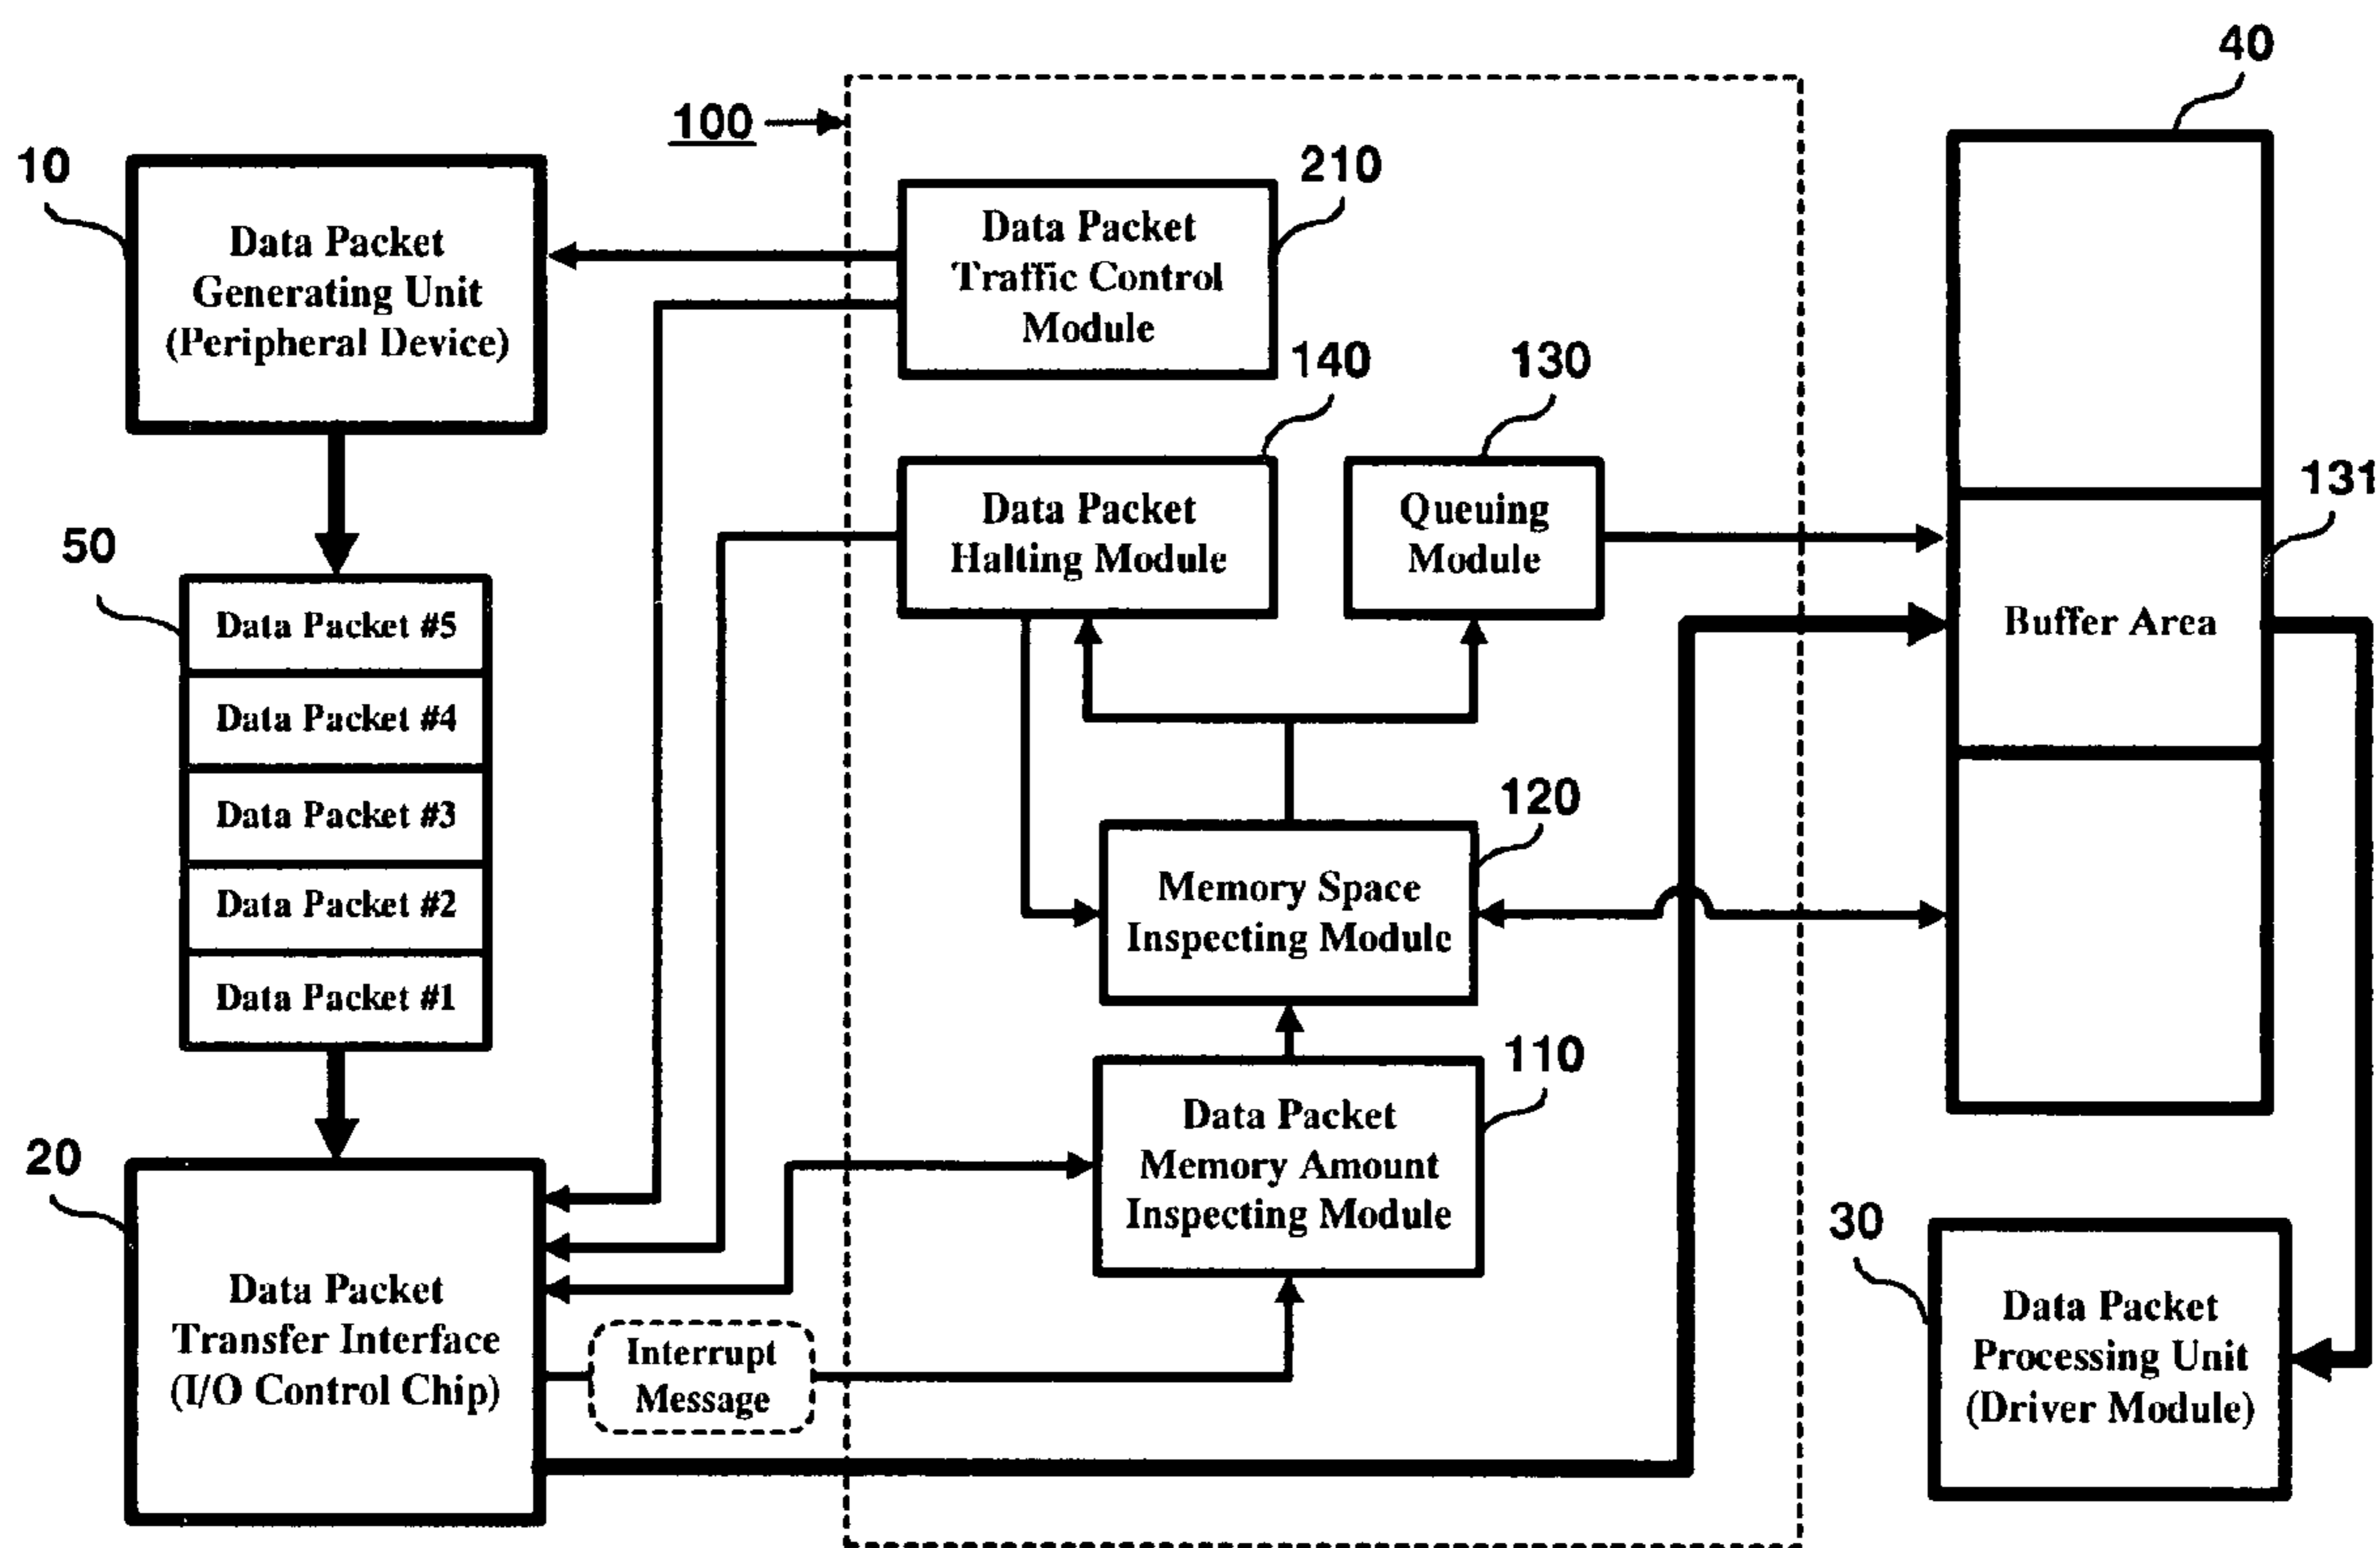 40
100
10
210
Data Packet
Generating Unit
(Peripheral Device)
Data Packet
Traffic Control
Module
140
130
131
50
Data Packet
Halting Module
Queuing
Module
Buffer Area
Data Packet #5
Data Packet #4
Data Packet #3
Data Packet #2
Data Packet #1
120
Memory Space
Inspecting Module
110
Data Packet
Memory Amount
Inspecting Module
20
30
Data Packet
Transfer Interface
(I/O Control Chip)
Interrupt
Message
Data Packet
Processing Unit
(Driver Module)